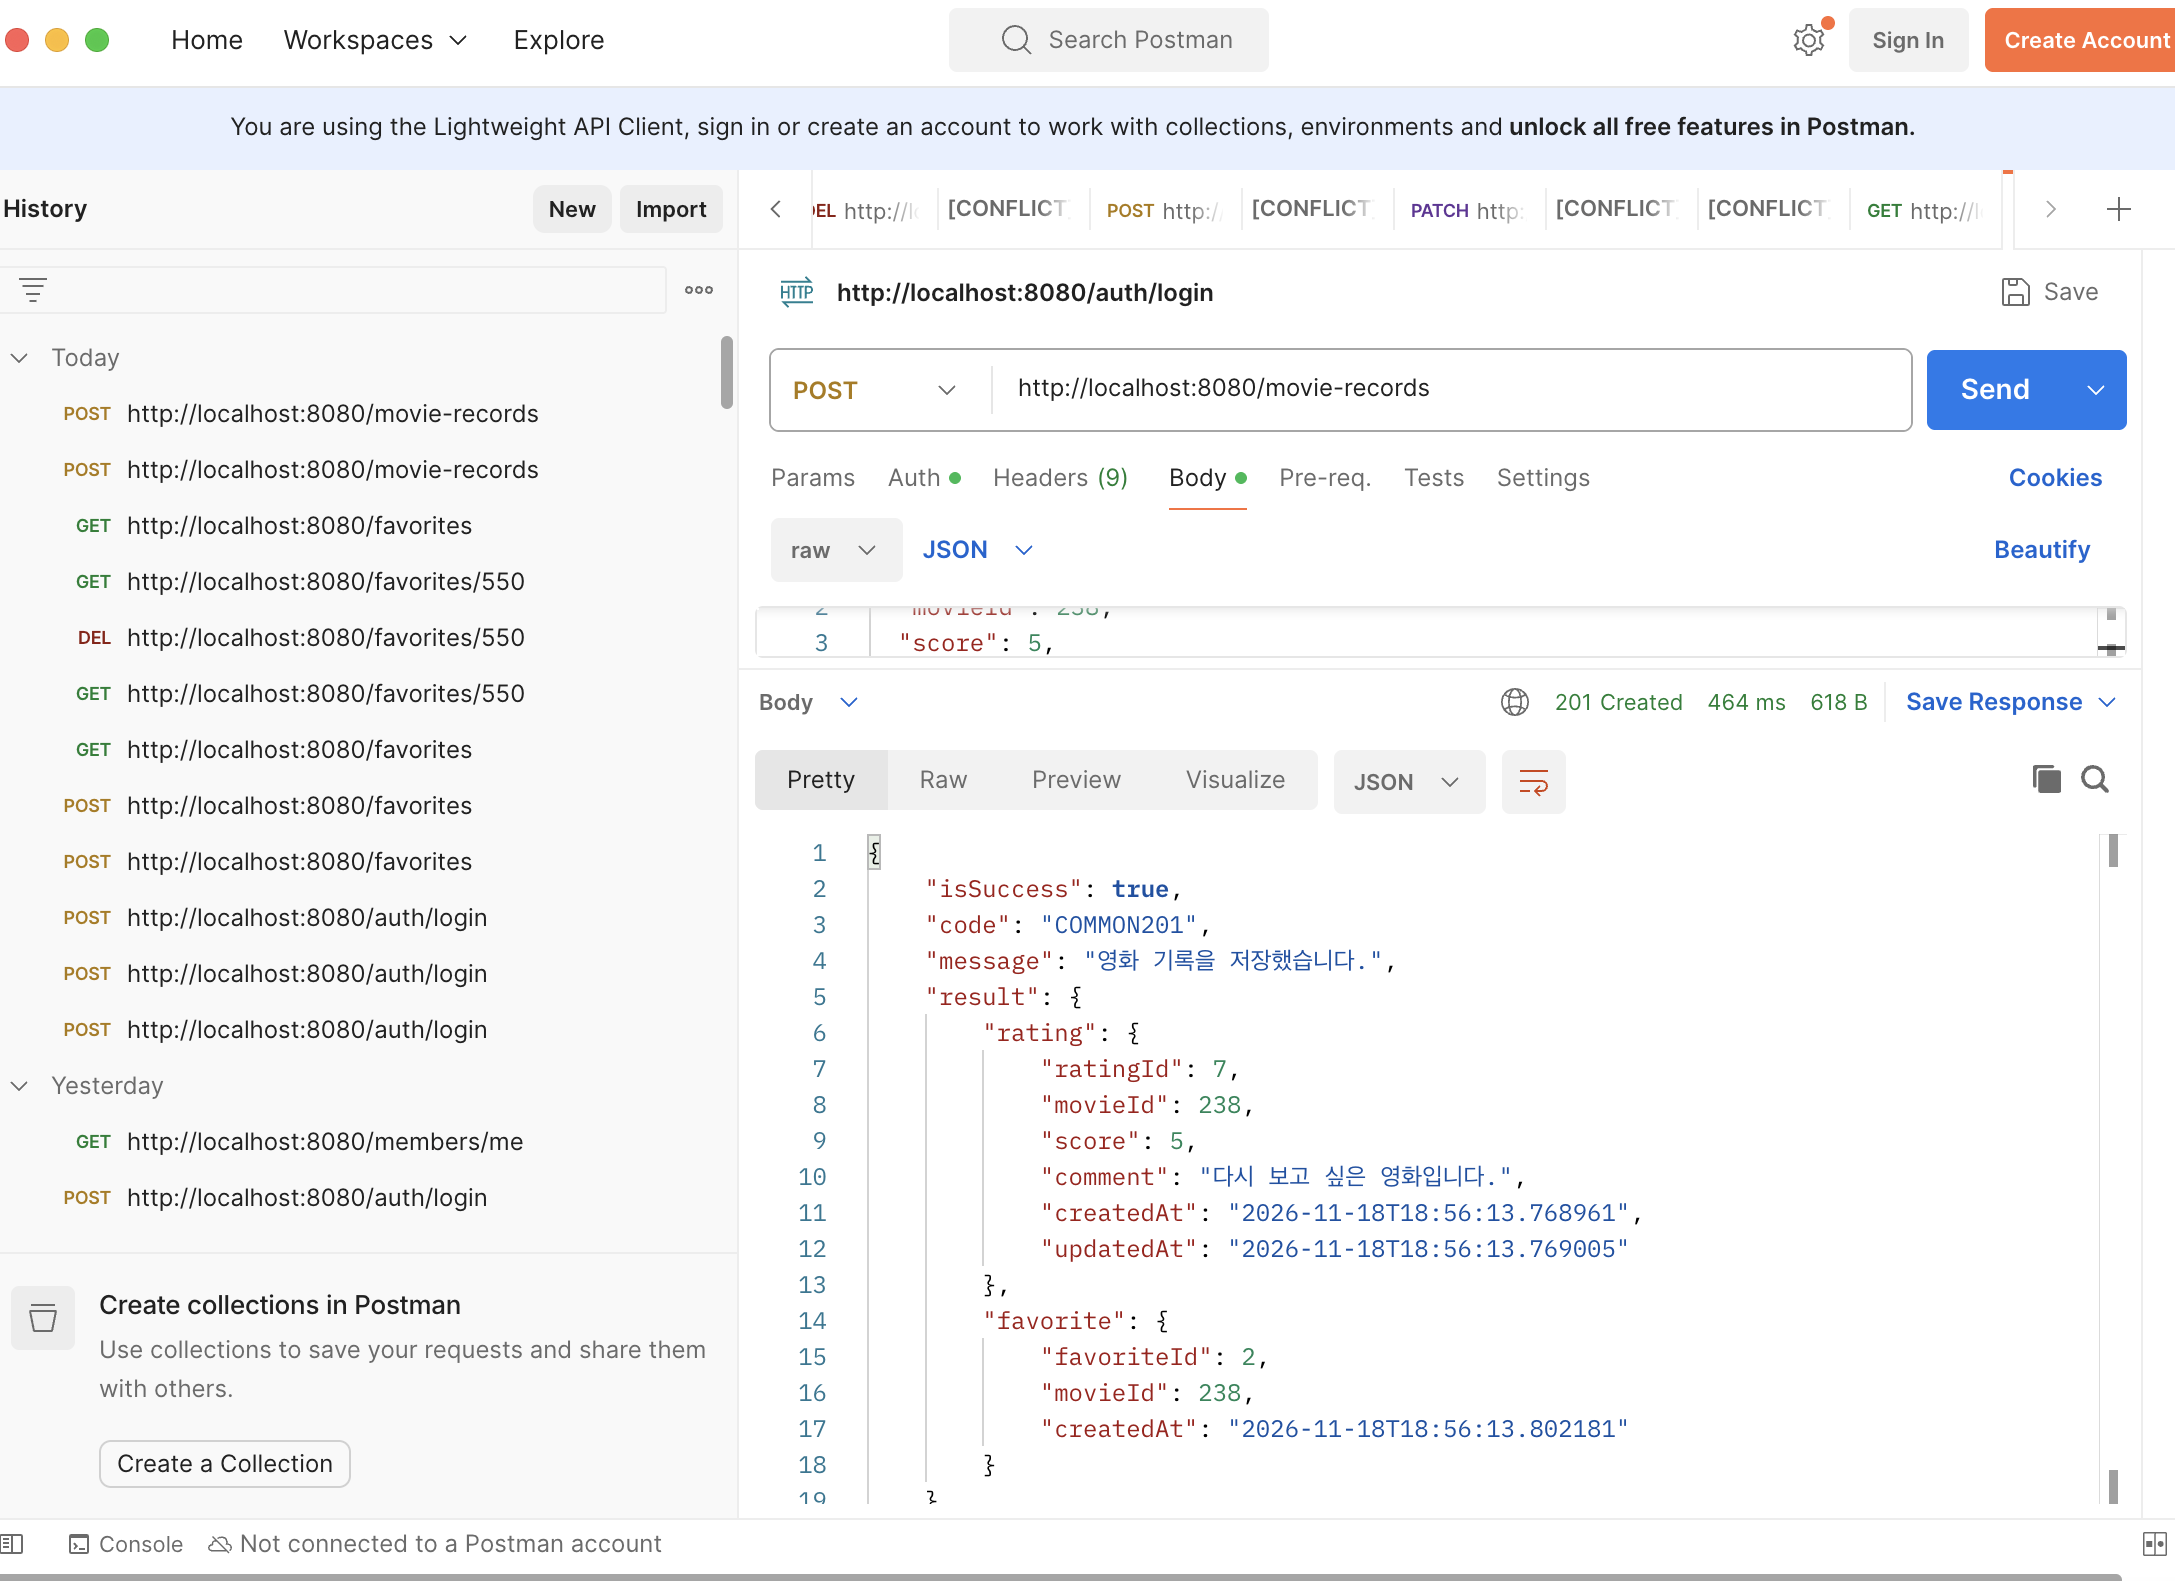 Home Workspaces Explore Search Postman Sign In Create Account
You are using the Lightweight API Client, sign in or create an account to work with collections, environments and unlock all free features in Postman.
History New Import
http:// [CONFLICT POST http:/ [CONFLICT PATCH http: [CONFLICT [CONFLICT GET http://
http://localhost:8080/auth/login Save
Today
POST http://localhost:8080/movie-records
POST http://localhost:8080/movie-records
GET http://localhost:8080/favorites
GET http://localhost:8080/favorites/550
DEL http://localhost:8080/favorites/550
GET http://localhost:8080/favorites/550
GET http://localhost:8080/favorites
POST http://localhost:8080/favorites
POST http://localhost:8080/favorites
POST http://localhost:8080/auth/login
POST http://localhost:8080/auth/login
POST http://localhost:8080/auth/login
Yesterday
GET http://localhost:8080/members/me
POST http://localhost:8080/auth/login
Create collections in Postman
Use collections to save your requests and share them
with others.
Create a Collection
POST http://localhost:8080/movie-records Send
Params Auth Headers (9) Body Pre-req. Tests Settings Cookies
raw JSON Beautify
2 "movieId": 238,
3 "score": 5,
Body 201 Created 464 ms 618 B Save Response
Pretty Raw Preview Visualize JSON
1 {
2 "isSuccess": true,
3 "code": "COMMON201",
4 "message": "영화 기록을 저장했습니다.",
5 "result": {
6 "rating": {
7 "ratingId": 7,
8 "movieId": 238,
9 "score": 5,
10 "comment": "다시 보고 싶은 영화입니다.",
11 "createdAt": "2026-11-18T18:56:13.768961",
12 "updatedAt": "2026-11-18T18:56:13.769005"
13 },
14 "favorite": {
15 "favoriteId": 2,
16 "movieId": 238,
17 "createdAt": "2026-11-18T18:56:13.802181"
18 }
19 }
Console Not connected to a Postman account